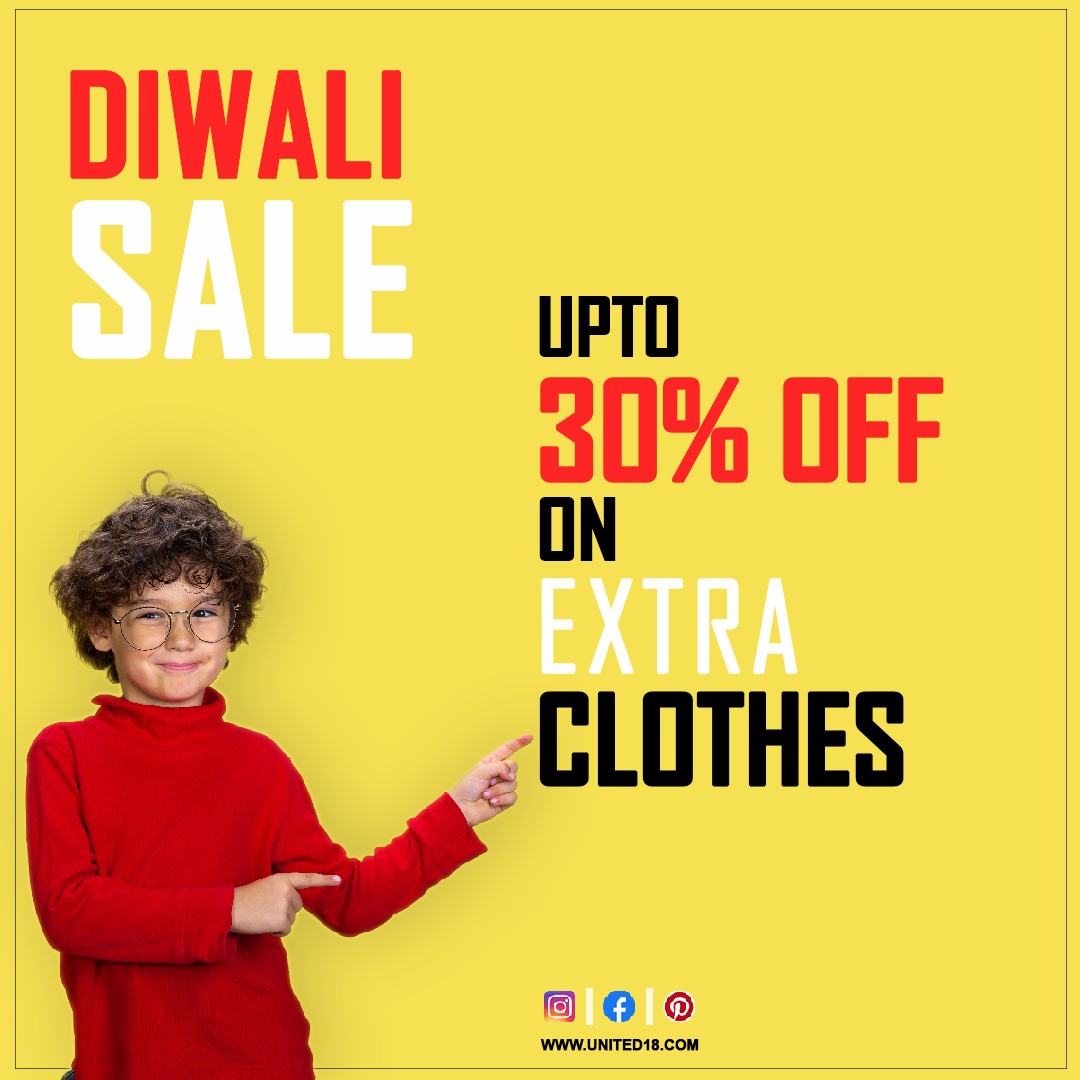 DIWALI
SALE
UPTO
30% OFF
ON
EXTRA
CLOTHES
WWW.UNITED18.COM